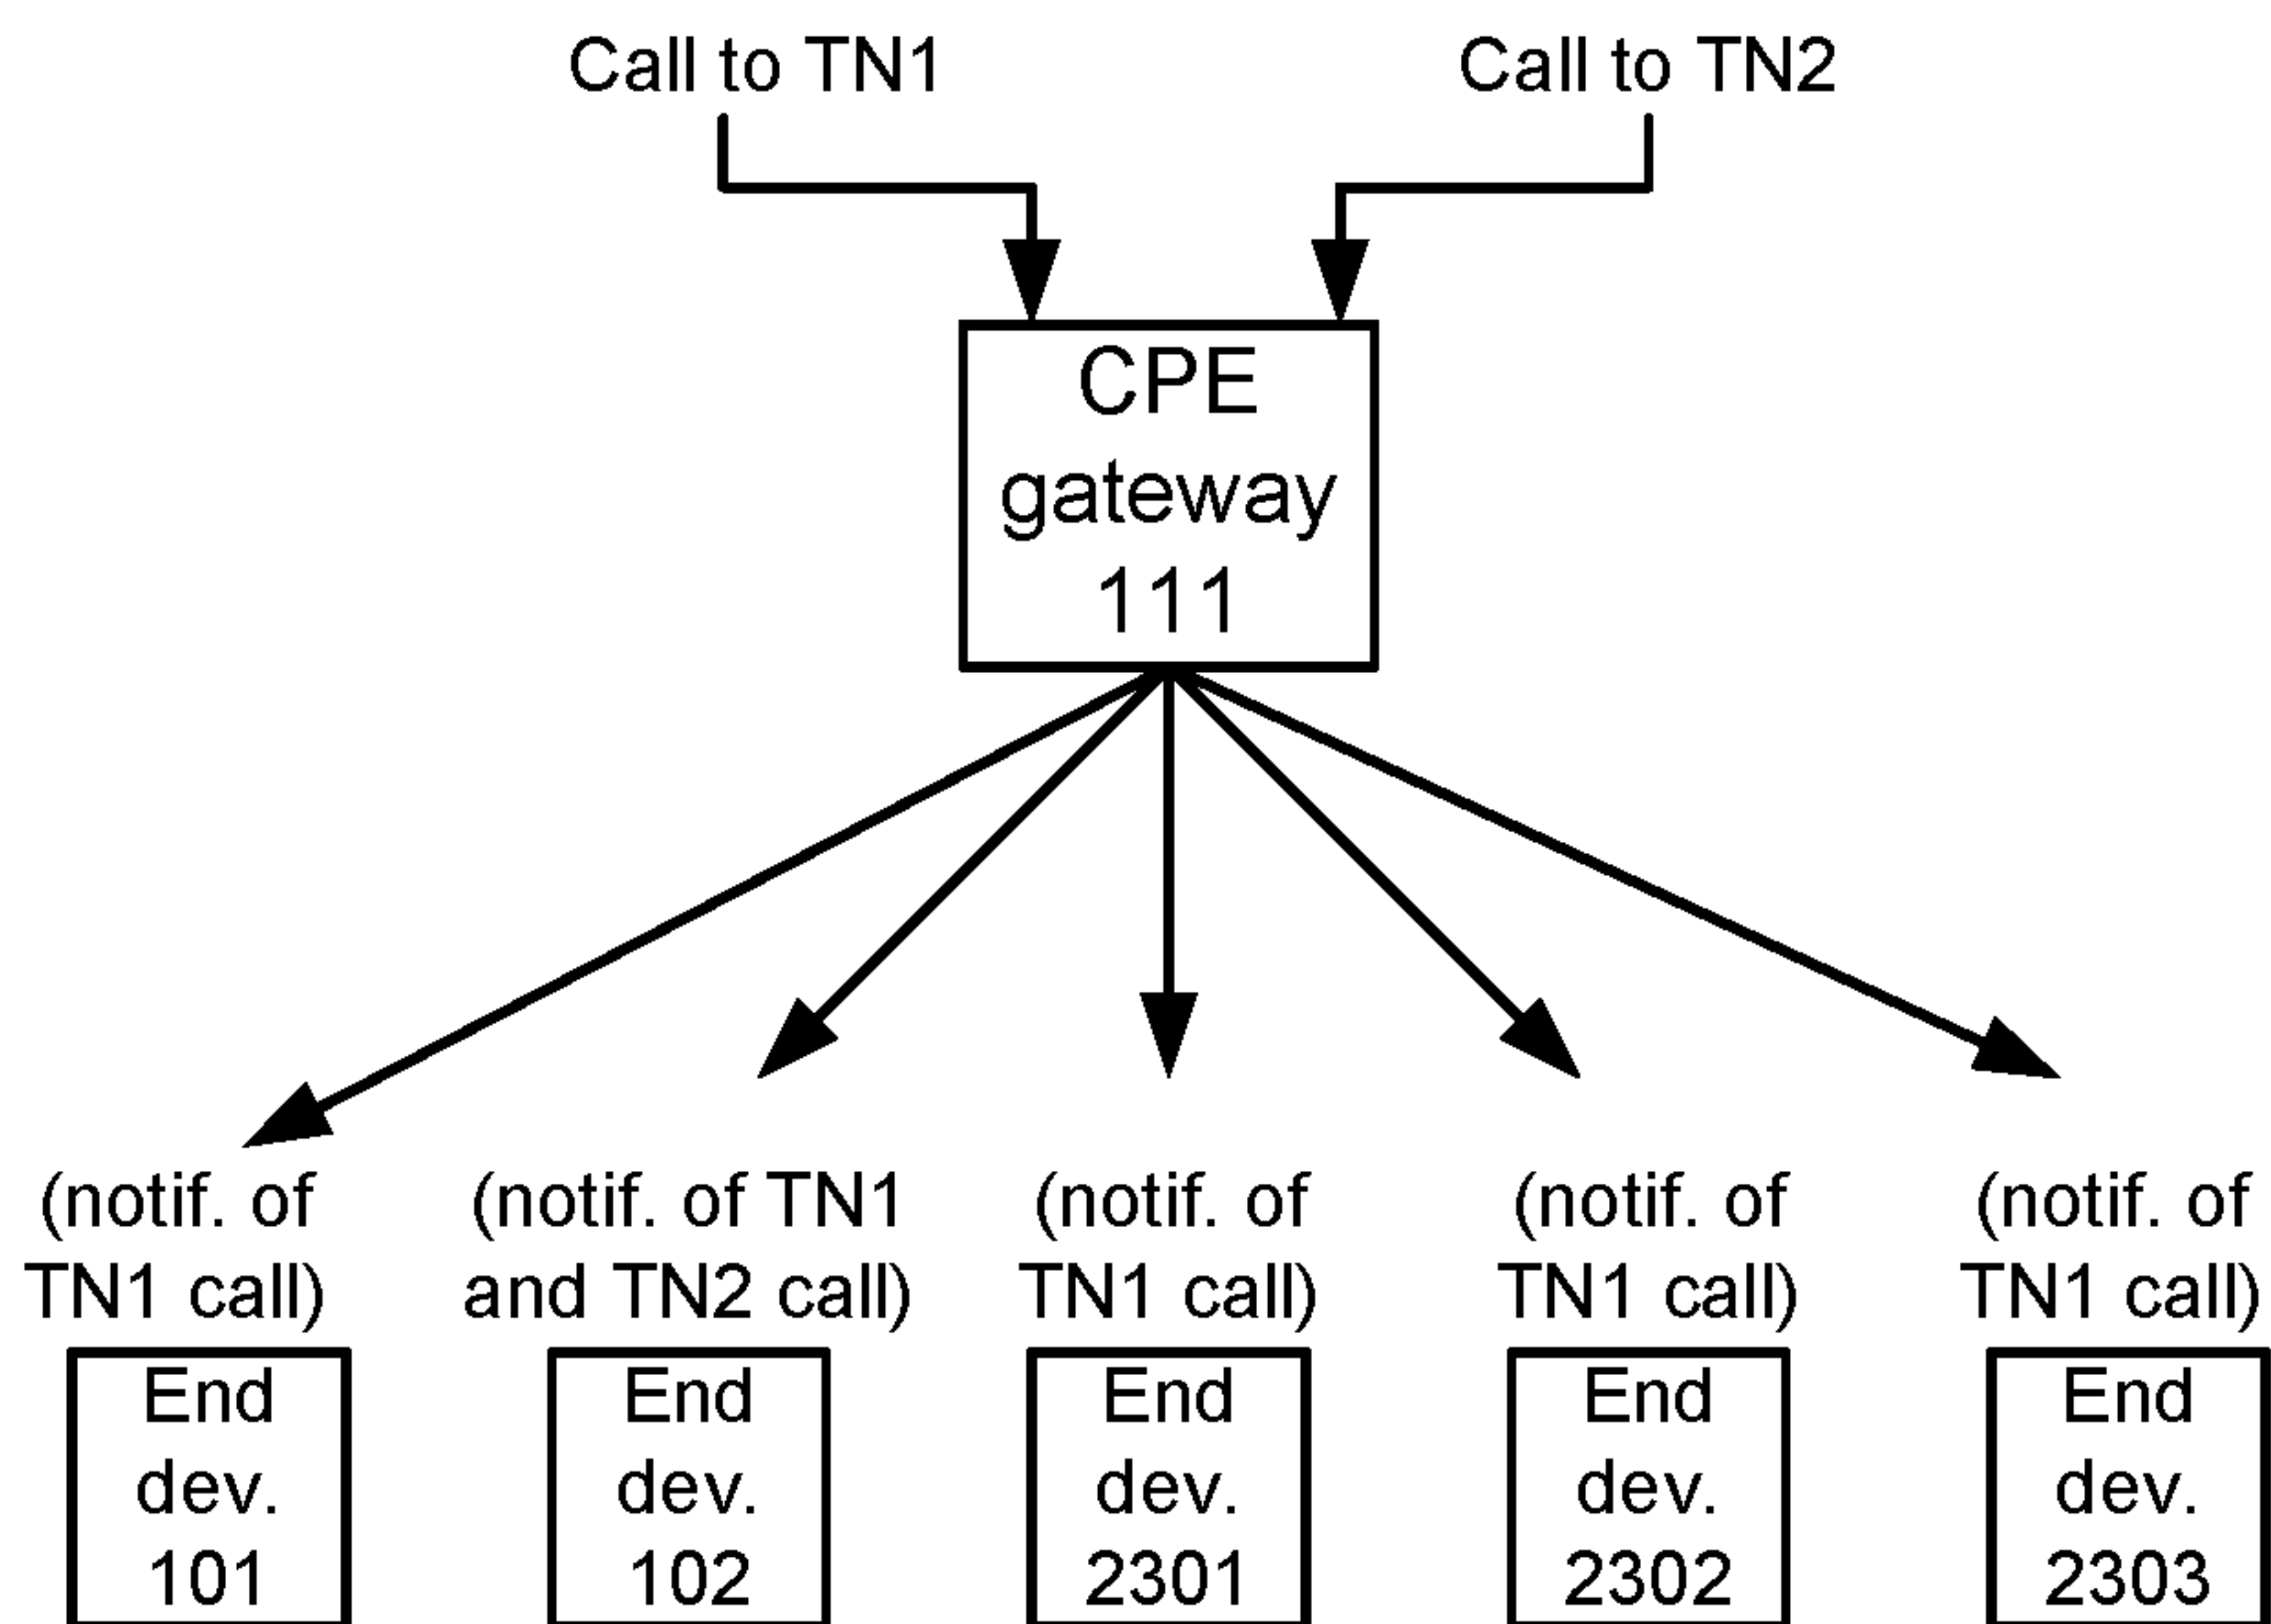 Call to TN1
Call to TN2
CPE
gateway
111
(notif. of
TN1 call)
(notif. of TN1
and TN2 call)
(notif. of
TN1 call)
(notif. of
TN1 call)
(notif. of
TN1 call)
End
dev.
101
End
dev.
102
End
dev.
2301
End
dev.
2302
End
dev.
2303